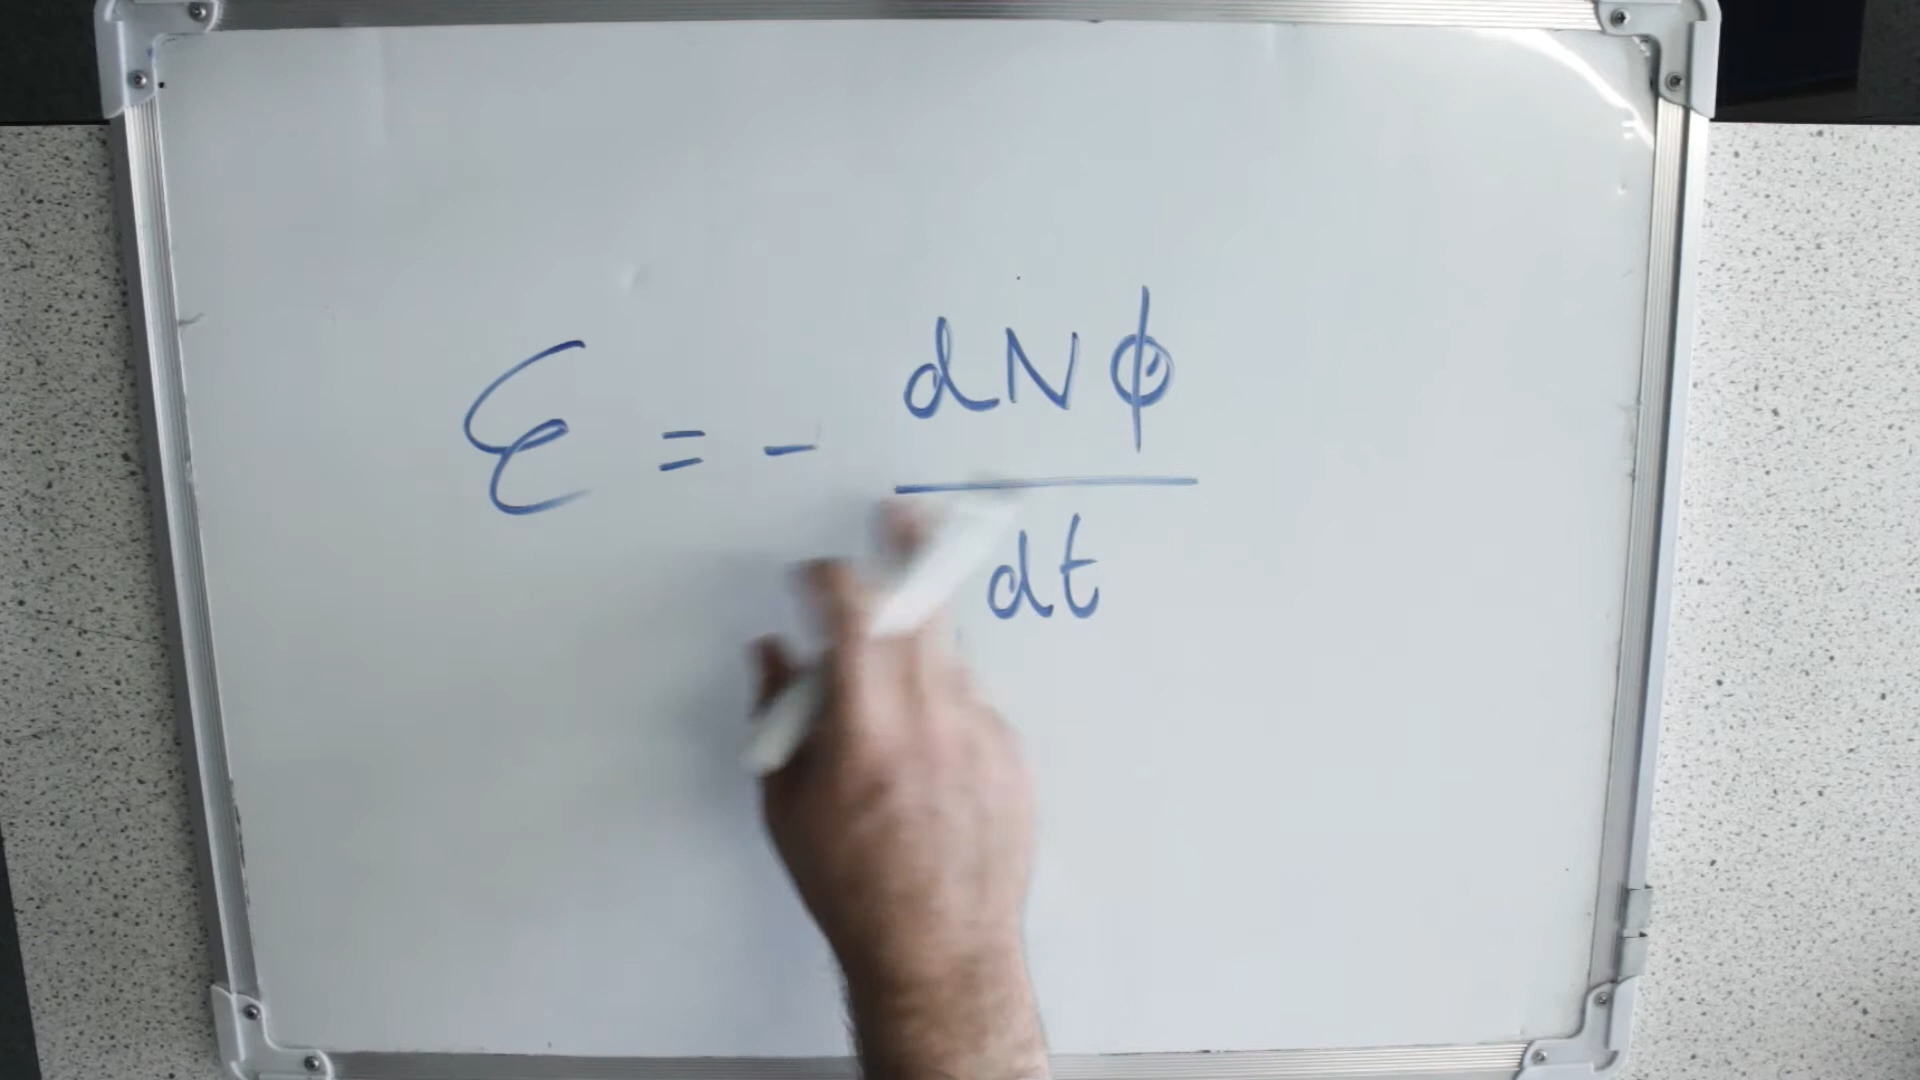 ℰ = - dNϕ
dt